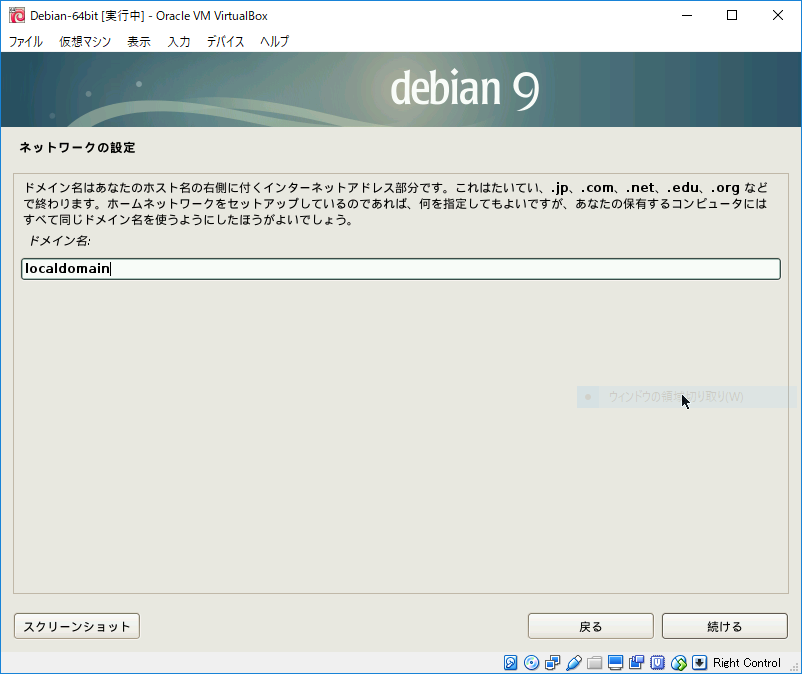 Debian-64bit [実行中] - Oracle VM VirtualBox
ファイル 仮想マシン 表示 入力 デバイス ヘルプ
debian 9
ネットワークの設定
ドメイン名はあなたのホスト名の右側に付くインターネットアドレス部分です。これはたいてい、.jp、.com、.net、.edu、.org など
で終わります。ホームネットワークをセットアップしているのであれば、何を指定してもよいですが、あなたの保有するコンピュータには
すべて同じドメイン名を使うようにしたほうがよいでしょう。
ドメイン名:
localdomain
ウィンドウの領域切り取り(W)
スクリーンショット 戻る 続ける
Right Control